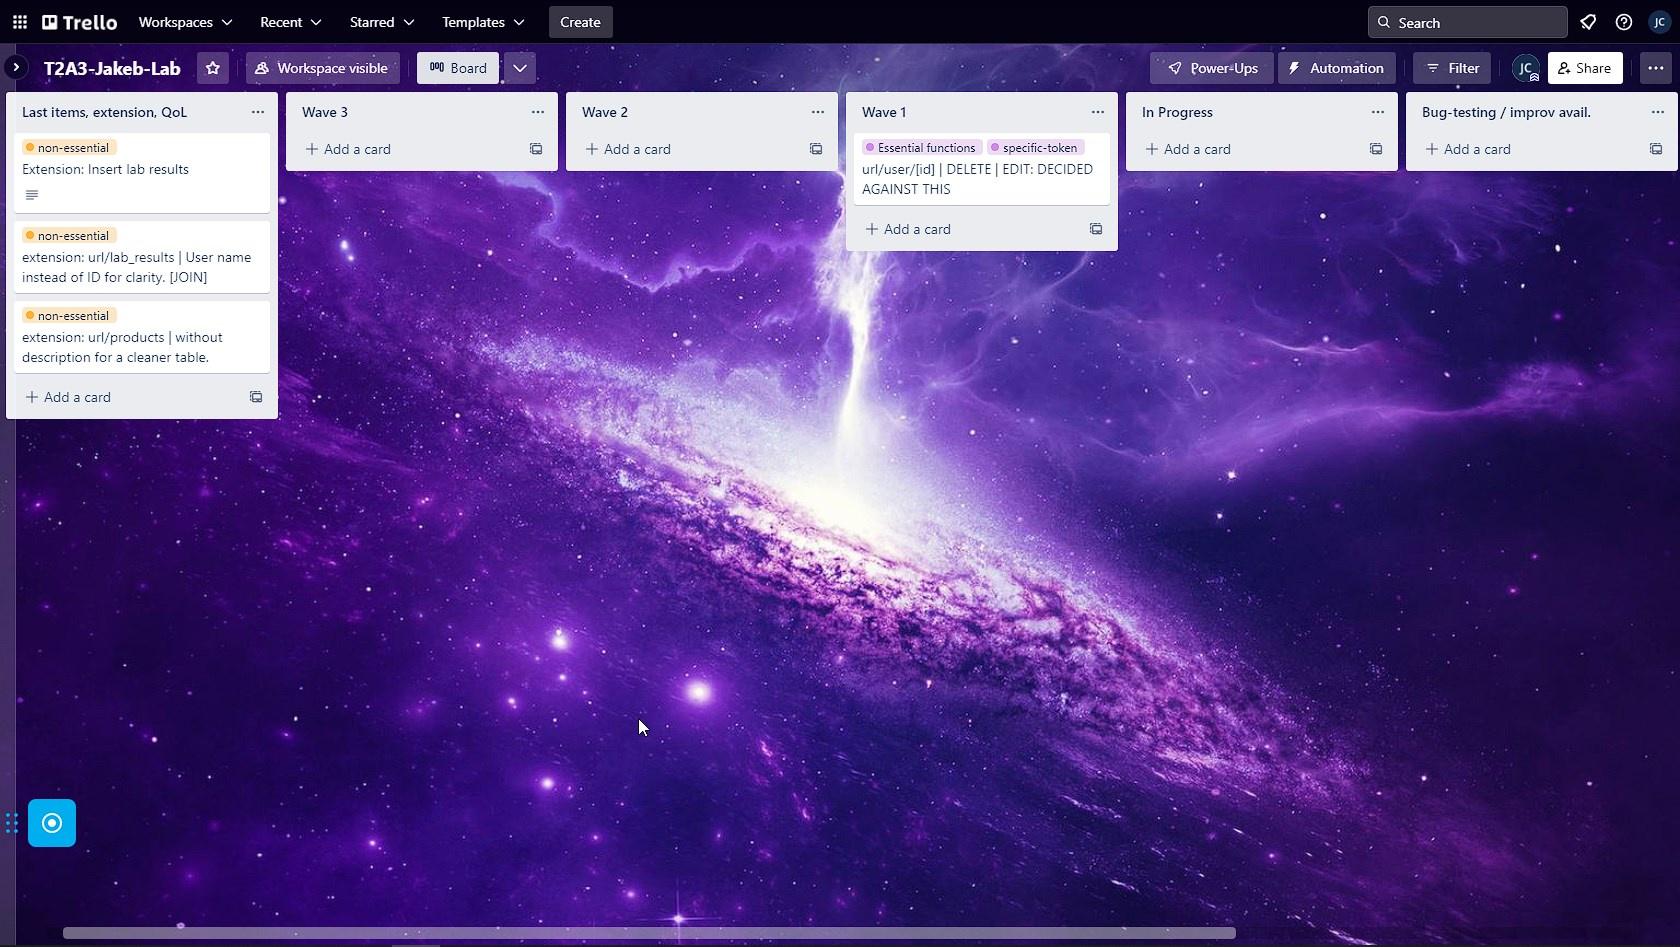 Trello
Workspaces
Recent
Starred
Templates
Create
Search
JC
T2A3-Jakeb-Lab
Workspace visible
Board
Power-Ups
Automation
Filter
JC
Share
Last items, extension, QoL
non-essential
Extension: Insert lab results
non-essential
extension: url/lab_results | User name
instead of ID for clarity. [JOIN]
non-essential
extension: url/products | without
description for a cleaner table.
+ Add a card
Wave 3
+ Add a card
Wave 2
+ Add a card
Wave 1
Essential functions
specific-token
url/user/[id] | DELETE | EDIT: DECIDED
AGAINST THIS
+ Add a card
In Progress
+ Add a card
Bug-testing / improv avail.
+ Add a card